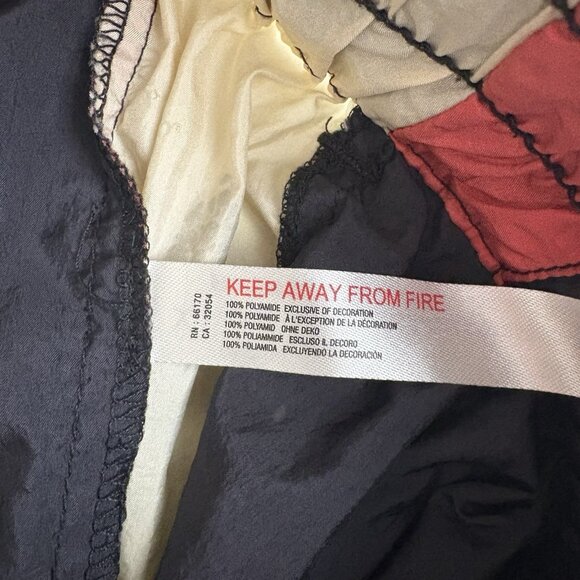 RN : 66170
CA : 32054
KEEP AWAY FROM FIRE
100% POLYAMIDE EXCLUSIVE OF DECORATION
100% POLYAMIDE À L'EXCEPTION DE LA DÉCORATION
100% POLYAMID OHNE DEKO
100% POLIAMMIDE ESCLUSO IL DECORO
100% POLIAMIDA EXCLUYENDO LA DECORACIÓN